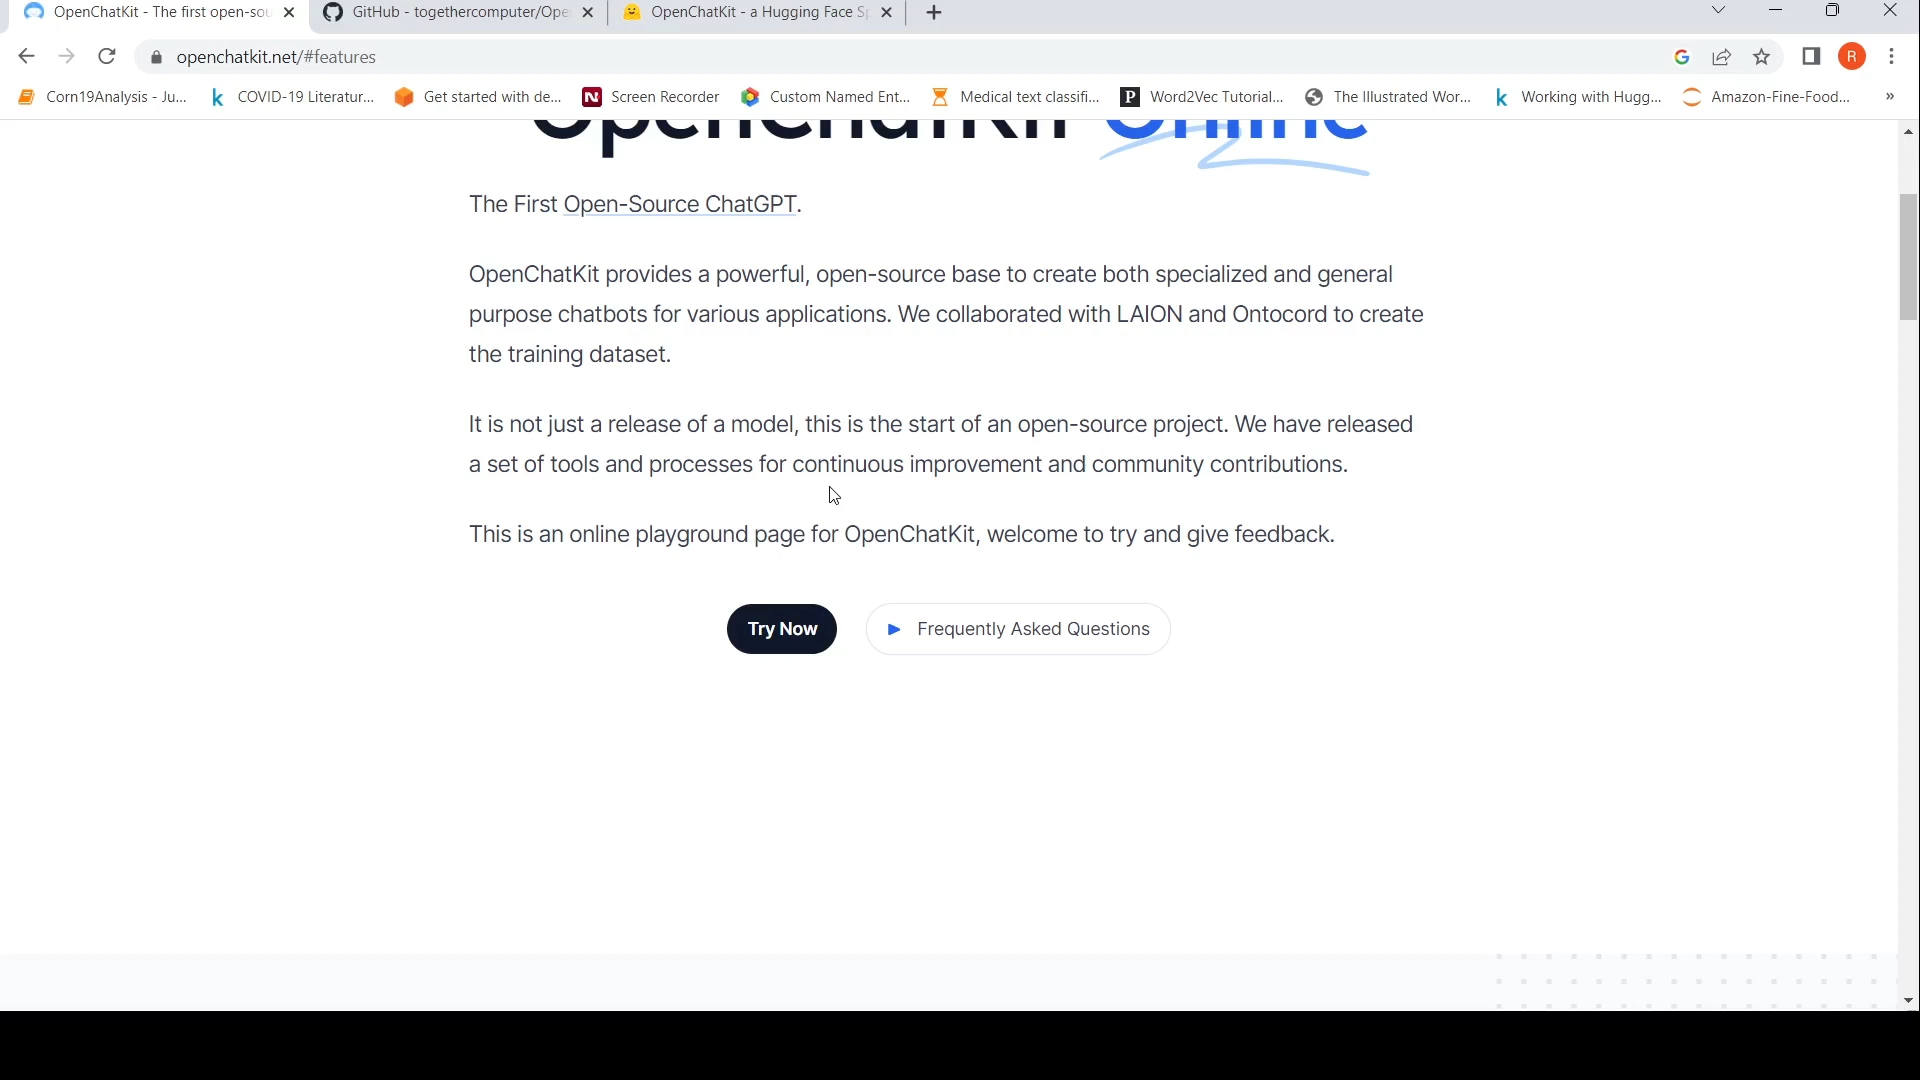 OpenChatKit - The first open-sou
GitHub - togethercomputer/Ope
OpenChatKit - a Hugging Face S
openchatkit.net/#features
R
Corn19Analysis - Ju...
COVID-19 Literatur...
Get started with de...
Screen Recorder
Custom Named Ent...
Medical text classifi...
Word2Vec Tutorial...
The Illustrated Wor...
Working with Hugg...
Amazon-Fine-Food...
»
OpenChatKit Online
The First Open-Source ChatGPT.
OpenChatKit provides a powerful, open-source base to create both specialized and general
purpose chatbots for various applications. We collaborated with LAION and Ontocord to create
the training dataset.
It is not just a release of a model, this is the start of an open-source project. We have released
a set of tools and processes for continuous improvement and community contributions.
This is an online playground page for OpenChatKit, welcome to try and give feedback.
Try Now
Frequently Asked Questions